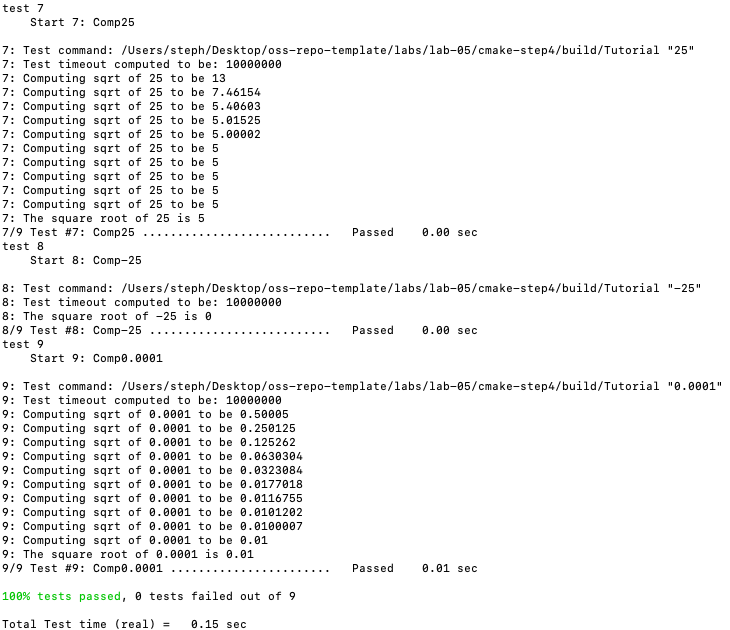 test 7
    Start 7: Comp25

7: Test command: /Users/steph/Desktop/oss-repo-template/labs/lab-05/cmake-step4/build/Tutorial "25"
7: Test timeout computed to be: 10000000
7: Computing sqrt of 25 to be 13
7: Computing sqrt of 25 to be 7.46154
7: Computing sqrt of 25 to be 5.40603
7: Computing sqrt of 25 to be 5.01525
7: Computing sqrt of 25 to be 5.00002
7: Computing sqrt of 25 to be 5
7: Computing sqrt of 25 to be 5
7: Computing sqrt of 25 to be 5
7: Computing sqrt of 25 to be 5
7: Computing sqrt of 25 to be 5
7: The square root of 25 is 5
7/9 Test #7: Comp25 ...........................   Passed    0.00 sec
test 8
    Start 8: Comp-25

8: Test command: /Users/steph/Desktop/oss-repo-template/labs/lab-05/cmake-step4/build/Tutorial "-25"
8: Test timeout computed to be: 10000000
8: The square root of -25 is 0
8/9 Test #8: Comp-25 ..........................   Passed    0.00 sec
test 9
    Start 9: Comp0.0001

9: Test command: /Users/steph/Desktop/oss-repo-template/labs/lab-05/cmake-step4/build/Tutorial "0.0001"
9: Test timeout computed to be: 10000000
9: Computing sqrt of 0.0001 to be 0.50005
9: Computing sqrt of 0.0001 to be 0.250125
9: Computing sqrt of 0.0001 to be 0.125262
9: Computing sqrt of 0.0001 to be 0.0630304
9: Computing sqrt of 0.0001 to be 0.0323084
9: Computing sqrt of 0.0001 to be 0.0177018
9: Computing sqrt of 0.0001 to be 0.0116755
9: Computing sqrt of 0.0001 to be 0.0101202
9: Computing sqrt of 0.0001 to be 0.0100007
9: Computing sqrt of 0.0001 to be 0.01
9: The square root of 0.0001 is 0.01
9/9 Test #9: Comp0.0001 .......................   Passed    0.01 sec

100% tests passed, 0 tests failed out of 9

Total Test time (real) =   0.15 sec